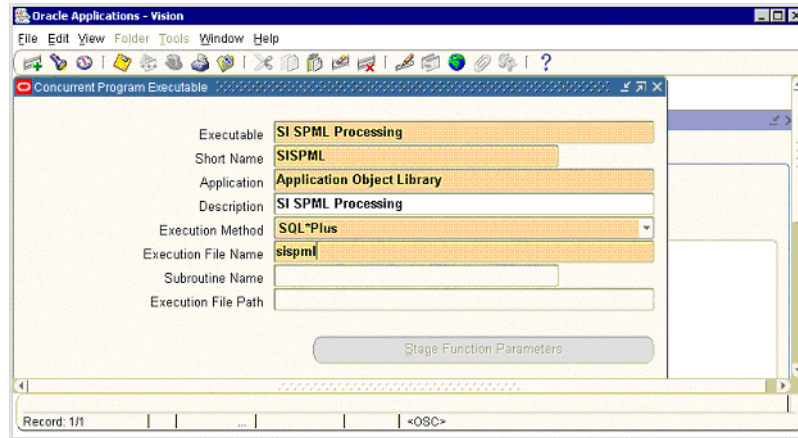 Oracle Applications - Vision
File Edit View Folder Tools Window Help
Concurrent Program Executable
Executable SI SPML Processing
Short Name SISPML
Application Application Object Library
Description SI SPML Processing
Execution Method SQL*Plus
Execution File Name sispml
Subroutine Name
Execution File Path
Stage Function Parameters
Record: 1/1 ... <OSC>